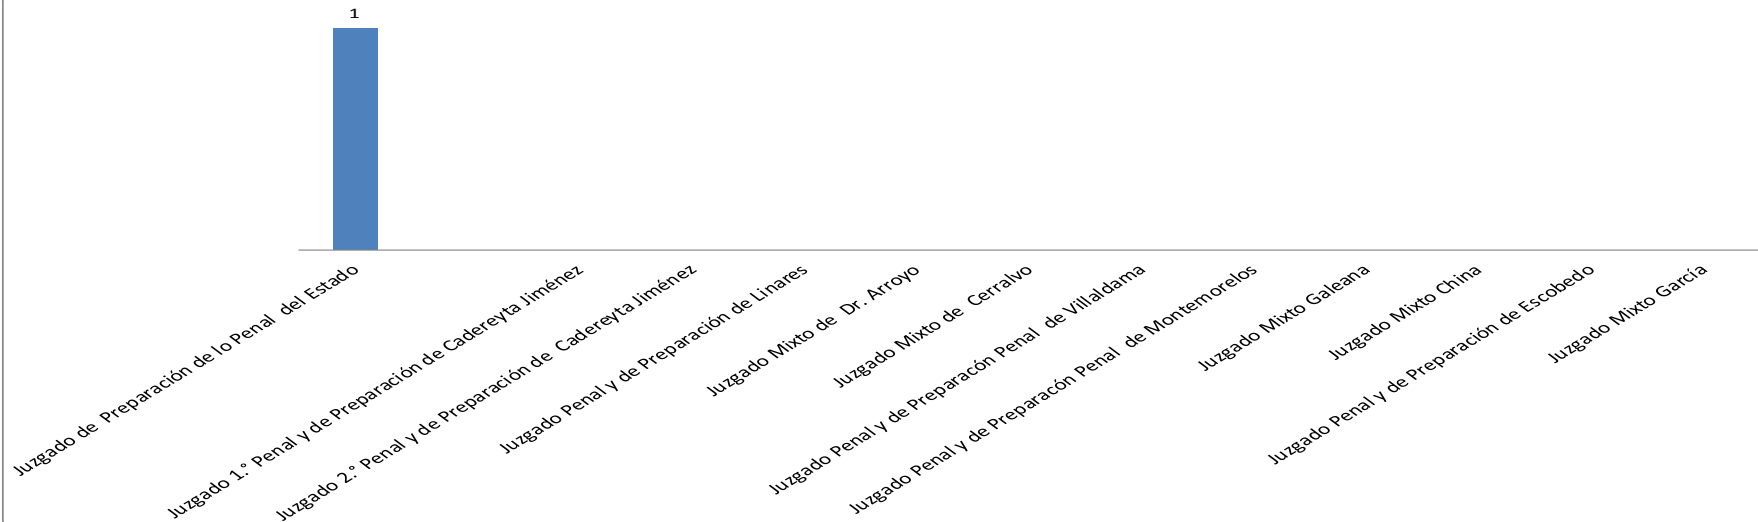 1
Juzgado de Preparación de lo Penal del Estado
Juzgado 1.° Penal y de Preparación de Cadereyta Jiménez
Juzgado 2.° Penal y de Preparación de Cadereyta Jiménez
Juzgado Penal y de Preparación de Linares
Juzgado Mixto de Dr. Arroyo
Juzgado Mixto de Cerralvo
Juzgado Penal y de Preparacón Penal de Villaldama
Juzgado Penal y de Preparacón Penal de Montemorelos
Juzgado Mixto Galeana
Juzgado Mixto China
Juzgado Penal y de Preparación de Escobedo
Juzgado Mixto García